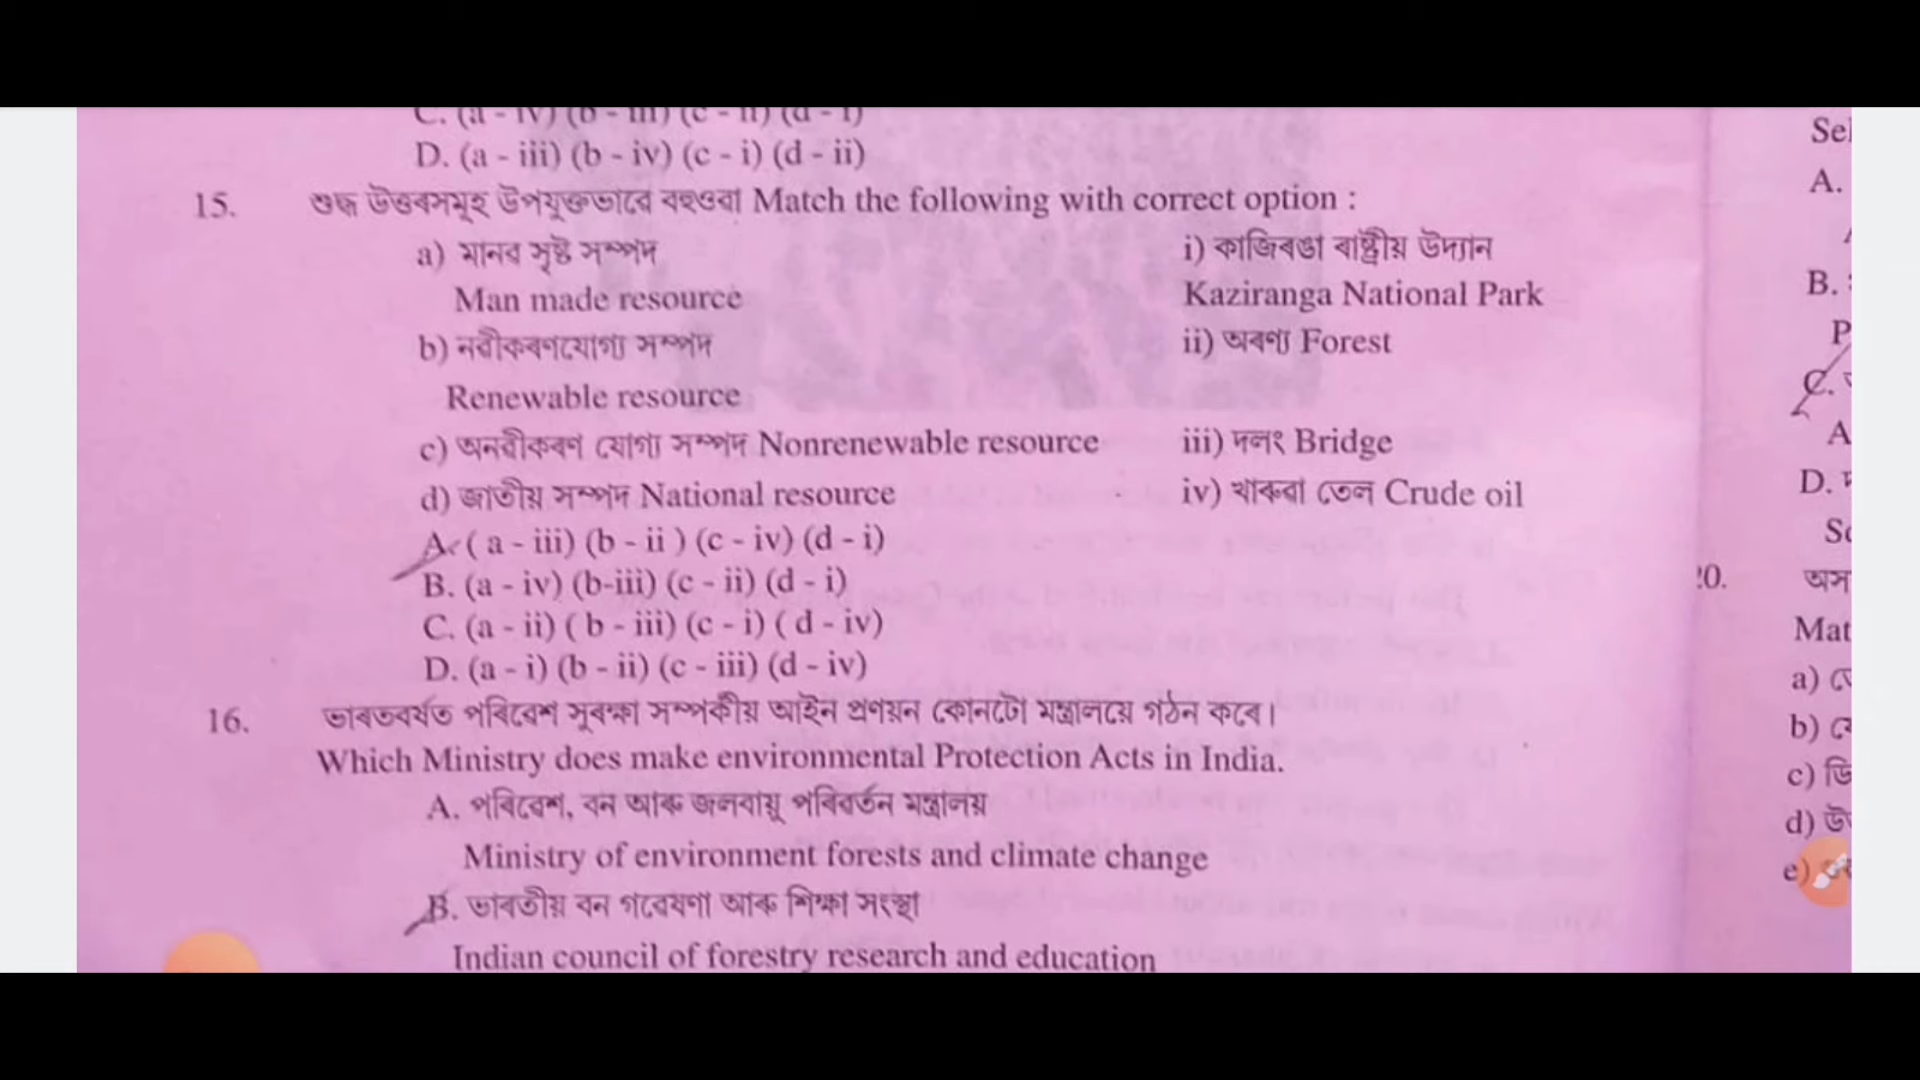 C. (a - iv) (b - iii) (c - ii) (d - i)
D. (a - iii) (b - iv) (c - i) (d - ii)
15. শুদ্ধ উত্তৰসমূহ উপযুক্তভাৱে বহুওৱা Match the following with correct option :
a) মানৱ সৃষ্ট সম্পদ i) কাজিৰঙা ৰাষ্ট্ৰীয় উদ্যান
Man made resource Kaziranga National Park
b) নৱীকৰণযোগ্য সম্পদ ii) অৰণ্য Forest
Renewable resource
c) অনৱীকৰণ যোগ্য সম্পদ Nonrenewable resource iii) দলং Bridge
d) জাতীয় সম্পদ National resource iv) খাৰুৱা তেল Crude oil
A. ( a - iii) (b - ii ) (c - iv) (d - i)
B. (a - iv) (b-iii) (c - ii) (d - i)
C. (a - ii) ( b - iii) (c - i) ( d - iv)
D. (a - i) (b - ii) (c - iii) (d - iv)
16. ভাৰতবৰ্ষত পৰিৱেশ সুৰক্ষা সম্পৰ্কীয় আইন প্ৰণয়ন কোনটো মন্ত্ৰালয়ে গঠন কৰে।
Which Ministry does make environmental Protection Acts in India.
A. পৰিৱেশ, বন আৰু জলবায়ু পৰিবৰ্তন মন্ত্ৰালয়
Ministry of environment forests and climate change
B. ভাৰতীয় বন গৱেষণা আৰু শিক্ষা সংস্থা
Indian council of forestry research and education
A.
B.
C.
D.
Mat
a)
b)
c) ডি
d)
e)